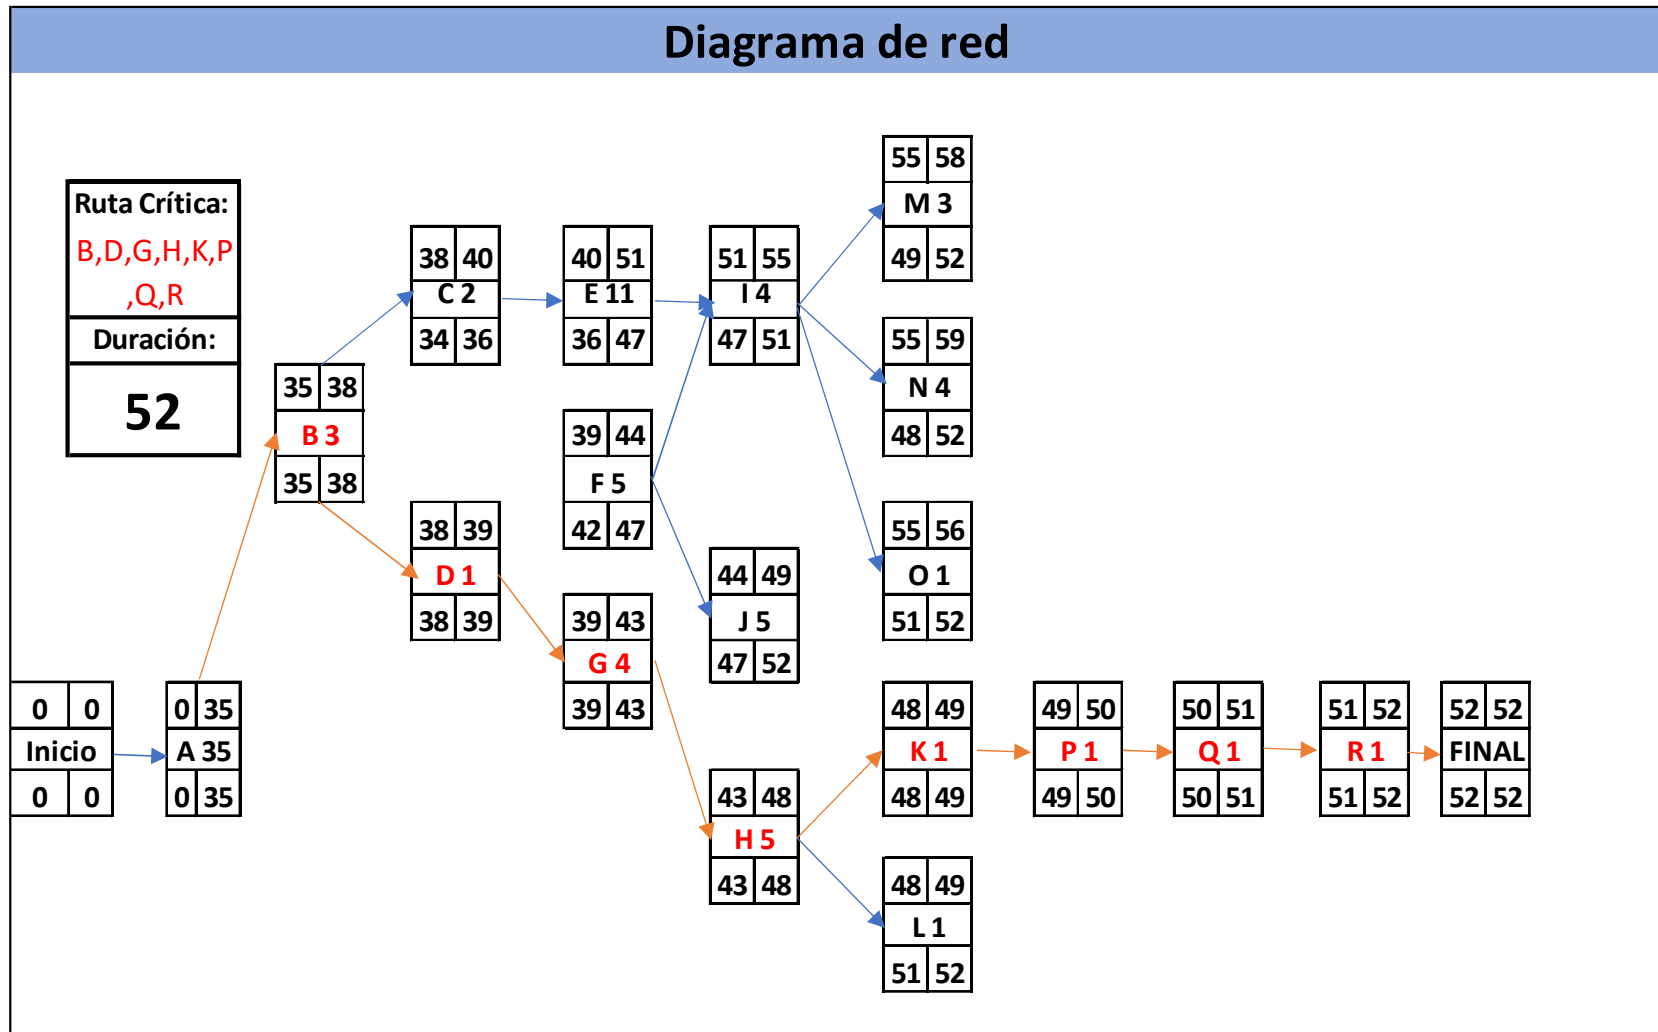 Diagrama de red
Ruta Crítica:
B,D,G,H,K,P
,Q,R
Duración:
52
0 0
Inicio
0 0
0 35
A 35
0 35
35 38
B 3
35 38
38 40
C 2
34 36
38 39
D 1
38 39
40 51
E 11
36 47
39 44
F 5
42 47
39 43
G 4
39 43
51 55
I 4
47 51
44 49
J 5
47 52
43 48
H 5
43 48
55 58
M 3
49 52
55 59
N 4
48 52
55 56
O 1
51 52
48 49
K 1
48 49
48 49
L 1
51 52
49 50
P 1
49 50
50 51
Q 1
50 51
51 52
R 1
51 52
52 52
FINAL
52 52